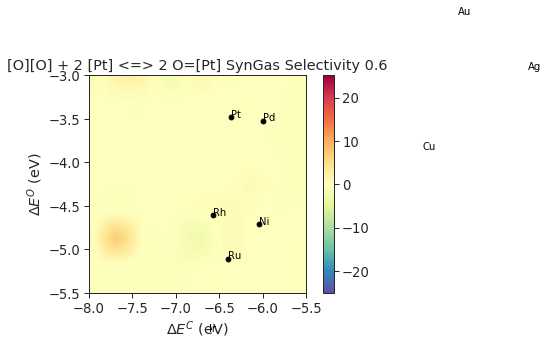 Au
[O][O] + 2 [Pt] <=> 2 O=[Pt] SynGas Selectivity 0.6
Ag
−3.0
−3.5
−4.0
−4.5
−5.0
−5.5
ΔE^O (eV)
Pt
Pd
Cu
Rh
Ni
Ru
20
10
0
−10
−20
−8.0 −7.5 −7.0 −6.5 −6.0 −5.5
ΔE^C (eV)